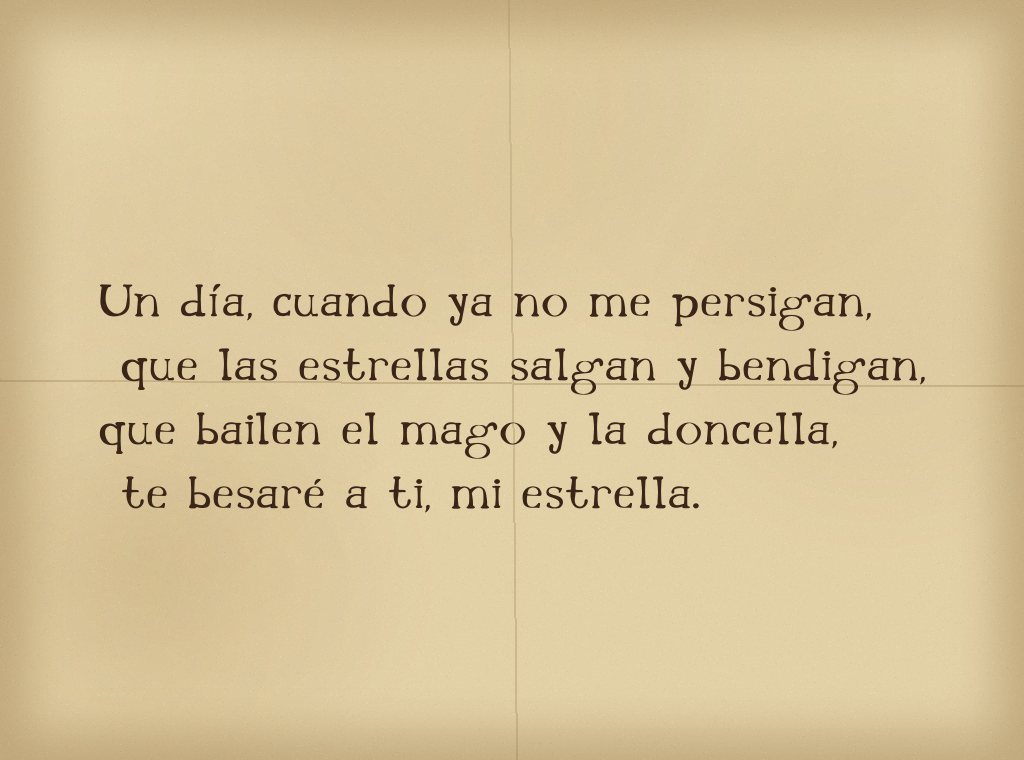 Un día, cuando ya no me persigan,
que las estrellas salgan y bendigan,
que bailen el mago y la doncella,
te besaré a ti, mi estrella.